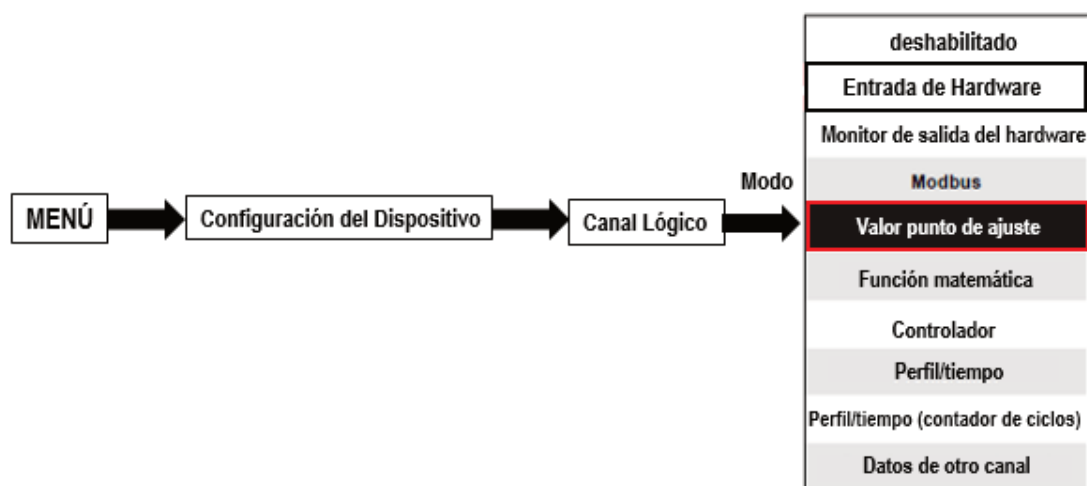 deshabilitado
Entrada de Hardware
Monitor de salida del hardware
Modo
Modbus
MENÚ
Configuración del Dispositivo
Canal Lógico
Valor punto de ajuste
Función matemática
Controlador
Perfil/tiempo
Perfil/tiempo (contador de ciclos)
Datos de otro canal